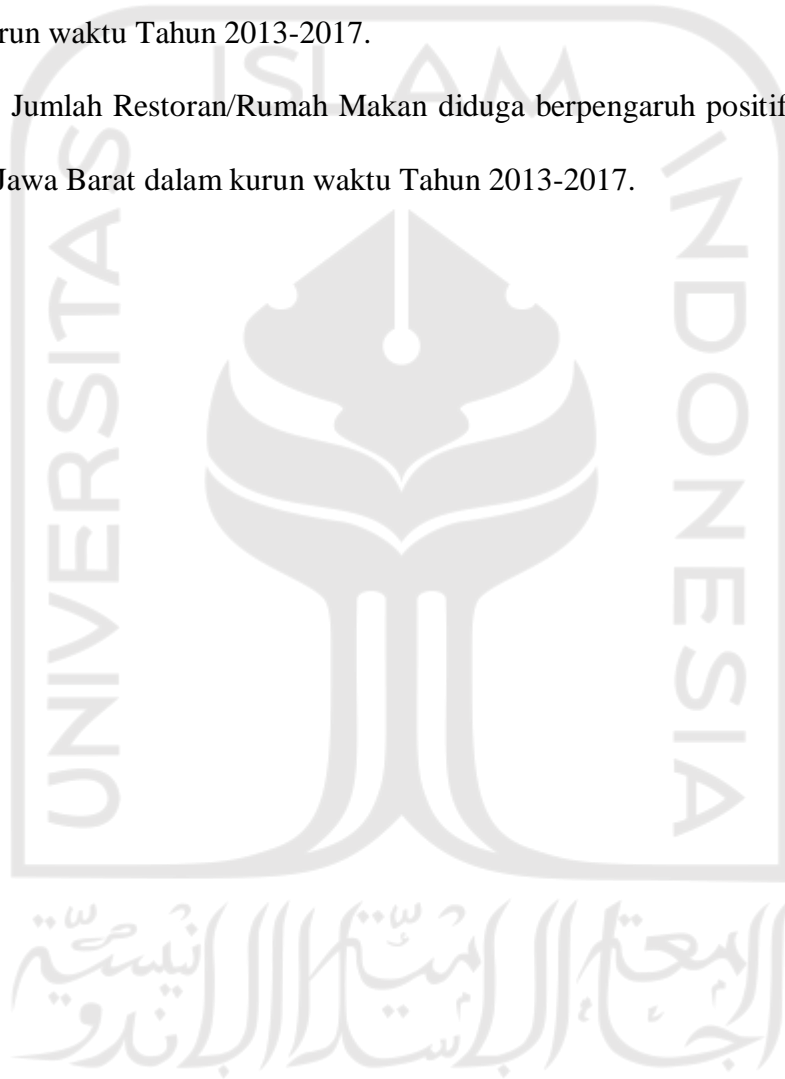 run waktu Tahun 2013-2017.
Jumlah Restoran/Rumah Makan diduga berpengaruh positif
Jawa Barat dalam kurun waktu Tahun 2013-2017.
ISLAM
UNIVERSITAS
INDONESIA